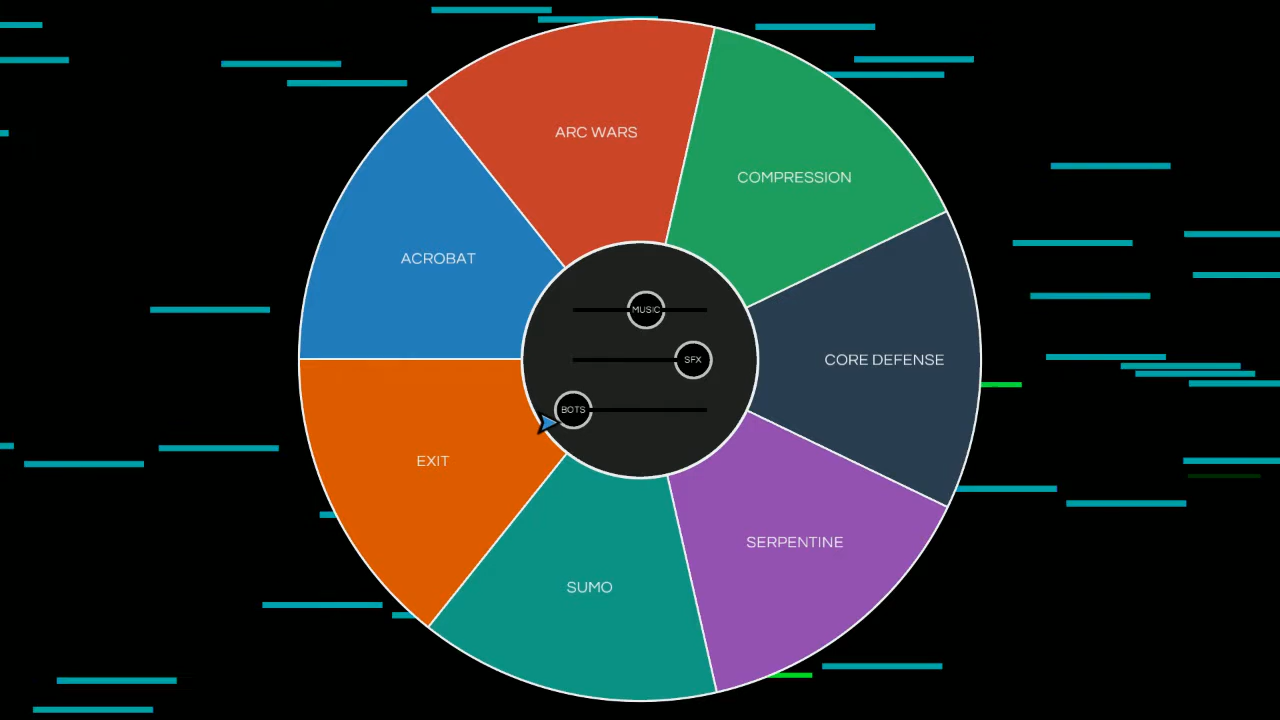 ARC WARS
COMPRESSION
ACROBAT
MUSIC
SFX
CORE DEFENSE
BOTS
EXIT
SERPENTINE
SUMO